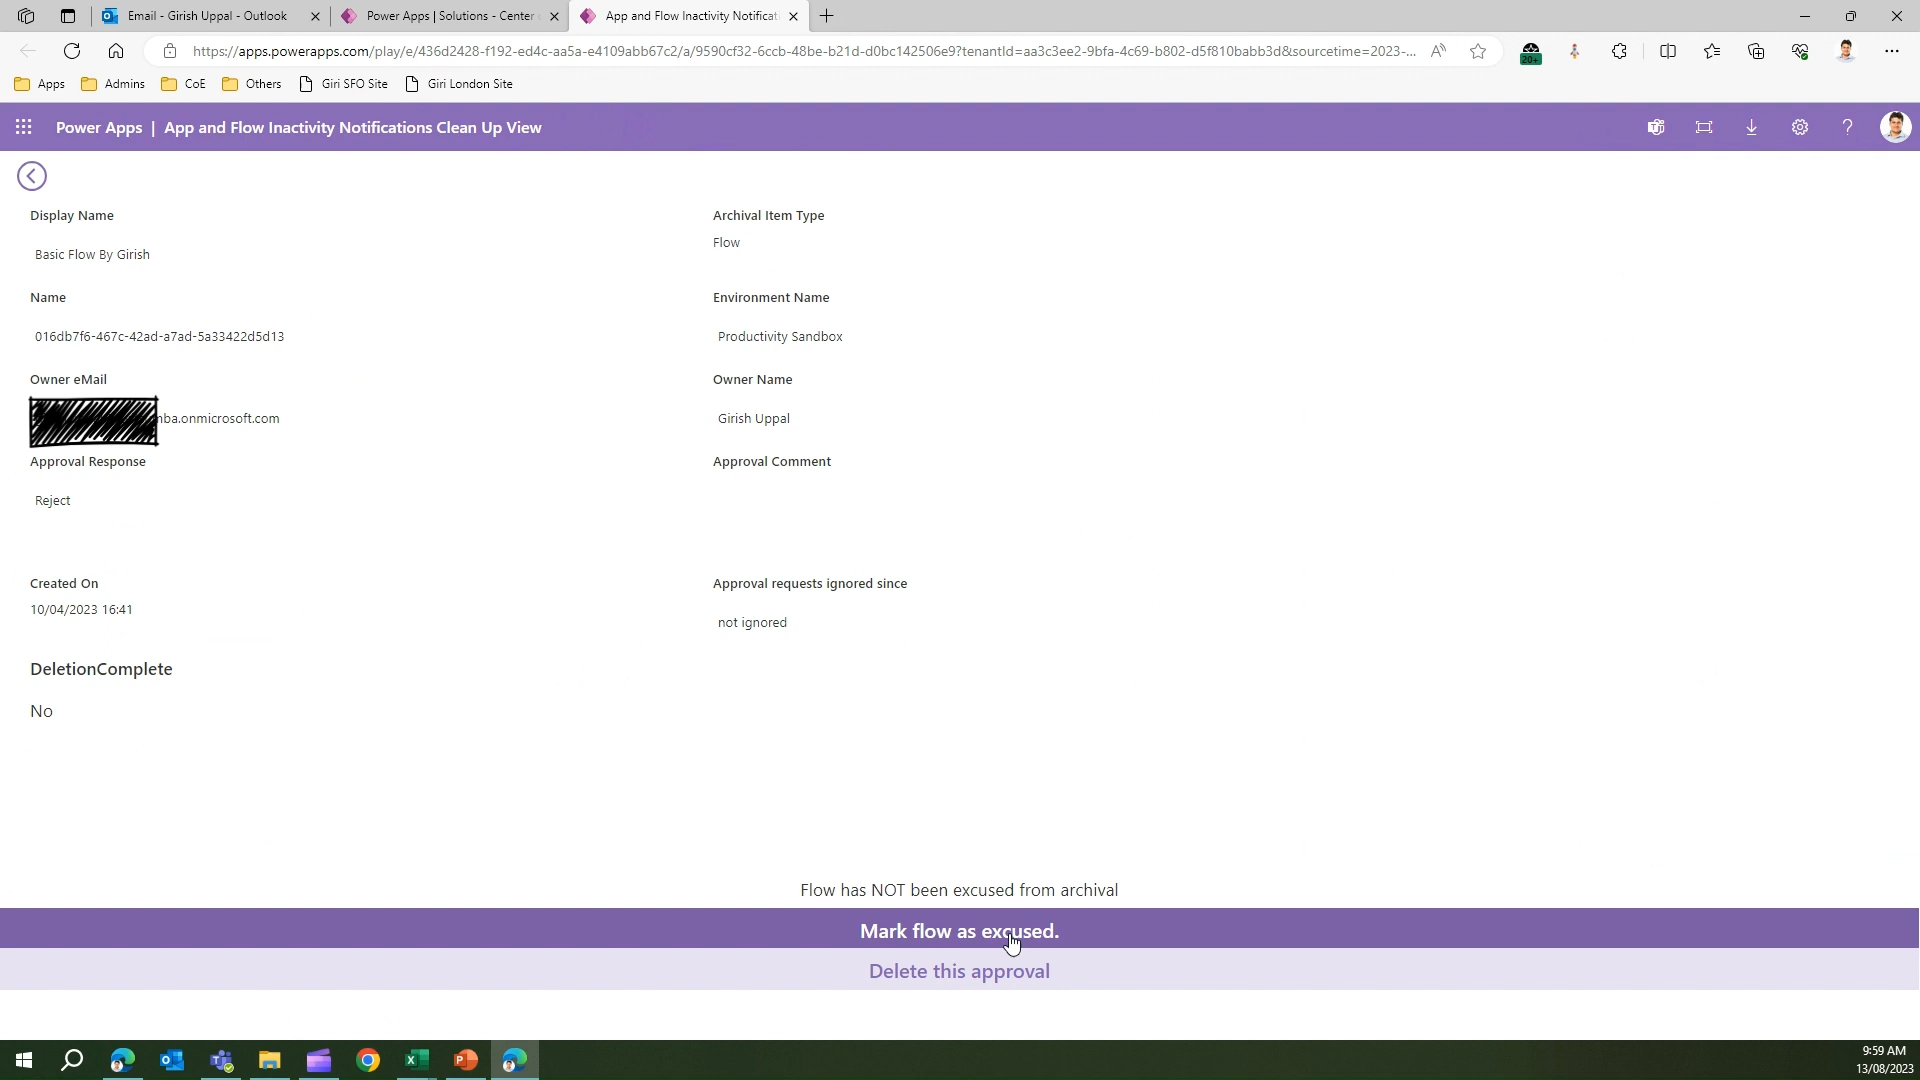 Email - Girish Uppal - Outlook
Power Apps | Solutions - Center
App and Flow Inactivity Notificati
https://apps.powerapps.com/play/e/436d2428-f192-ed4c-aa5a-e4109abb67c2/a/9590cf32-6ccb-48be-b21d-d0bc142506e9?tenantId=aa3c3ee2-9bfa-4c69-b802-d5f810babb3d&sourcetime=2023-...
20+
Apps
Admins
CoE
Others
Giri SFO Site
Giri London Site
Power Apps | App and Flow Inactivity Notifications Clean Up View
Display Name
Archival Item Type
Basic Flow By Girish
Flow
Name
Environment Name
016db7f6-467c-42ad-a7ad-5a33422d5d13
Productivity Sandbox
Owner eMail
Owner Name
mba.onmicrosoft.com
Girish Uppal
Approval Response
Approval Comment
Reject
Created On
Approval requests ignored since
10/04/2023 16:41
not ignored
DeletionComplete
No
Flow has NOT been excused from archival
Mark flow as excused.
Delete this approval
9:59 AM
13/08/2023